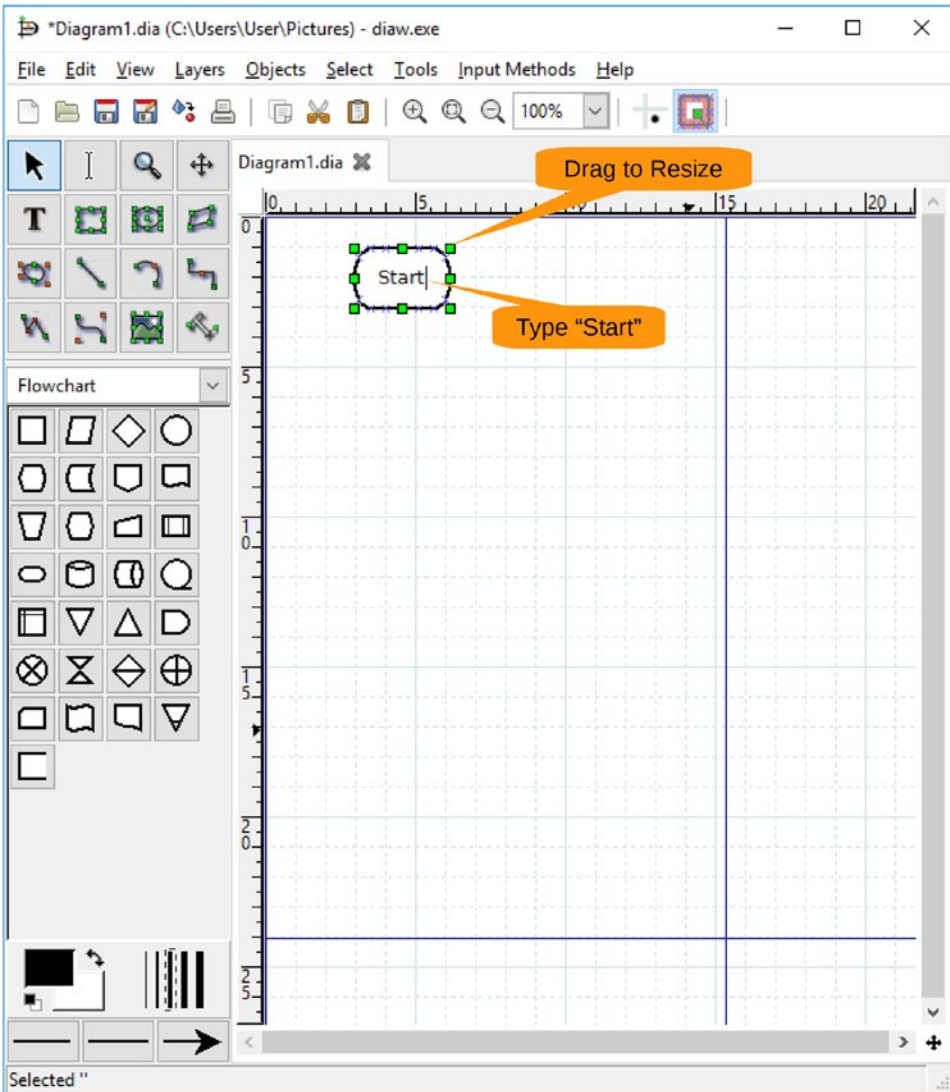 *Diagram1.dia (C:\Users\User\Pictures) - diaw.exe
File Edit View Layers Objects Select Tools Input Methods Help
100%
Diagram1.dia
Drag to Resize
T
0 5 15 20
0
Start
Type “Start”
5
Flowchart
10
15
20
25
Selected "